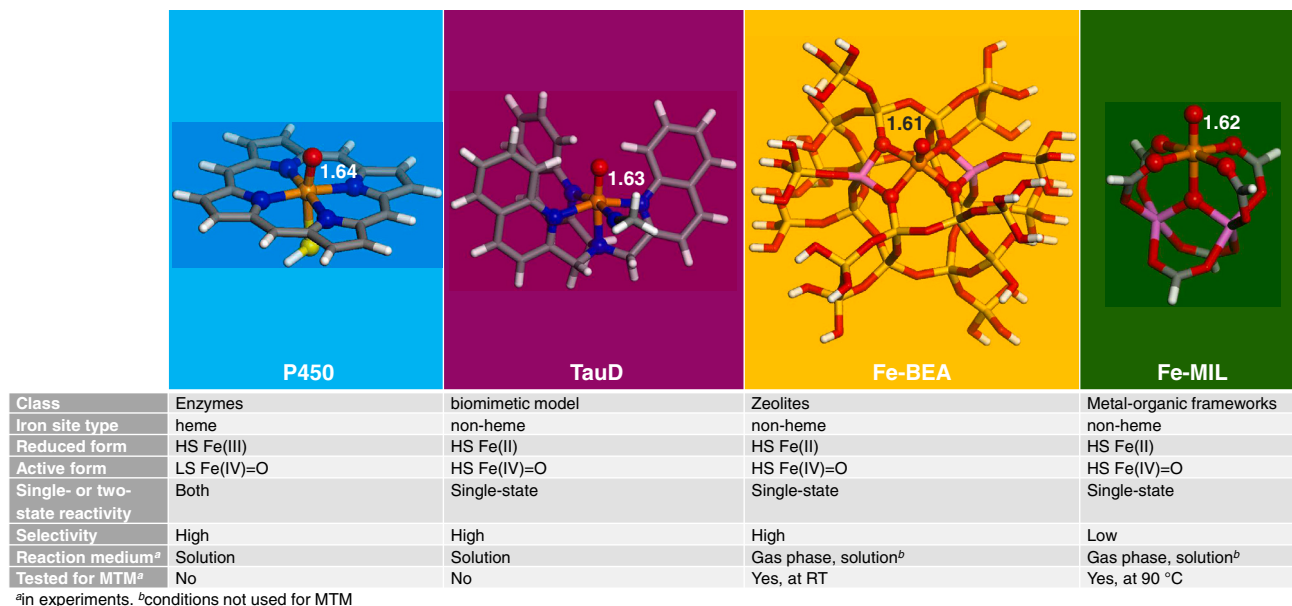 1.64
1.63
1.61
1.62
P450
TauD
Fe-BEA
Fe-MIL
Class Enzymes biomimetic model Zeolites Metal-organic frameworks
Iron site type heme non-heme non-heme non-heme
Reduced form HS Fe(III) HS Fe(II) HS Fe(II) HS Fe(II)
Active form LS Fe(IV)=O HS Fe(IV)=O HS Fe(IV)=O HS Fe(IV)=O
Single- or two- Both Single-state Single-state Single-state
state reactivity
Selectivity High High High Low
Reaction mediumᵃ Solution Solution Gas phase, solutionᵇ Gas phase, solutionᵇ
Tested for MTMᵃ No No Yes, at RT Yes, at 90 °C
ᵃin experiments. ᵇconditions not used for MTM